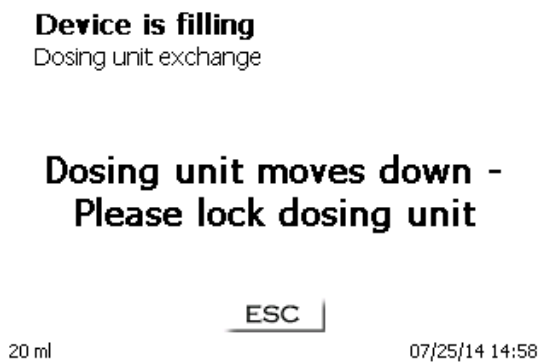 Device is filling
Dosing unit exchange
Dosing unit moves down -
Please lock dosing unit
ESC
20 ml
07/25/14 14:58